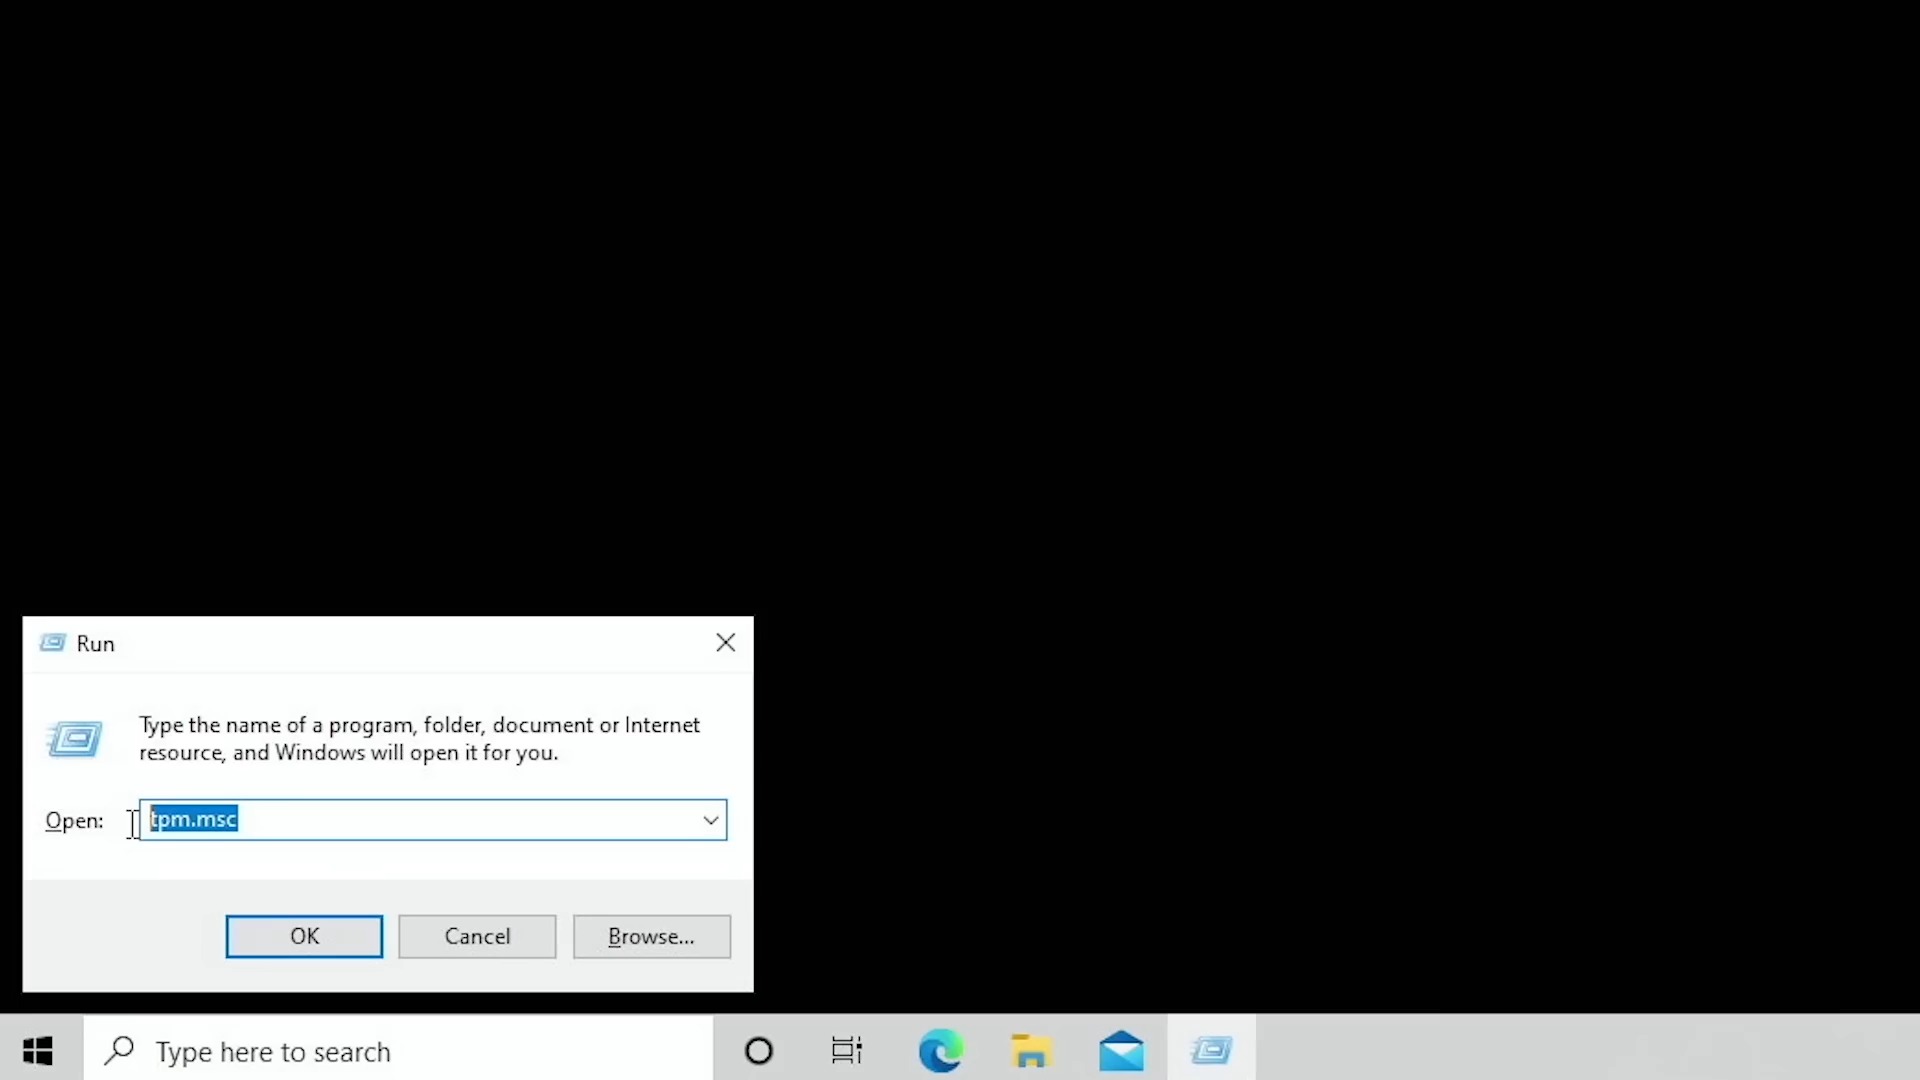 Run
Type the name of a program, folder, document or Internet
resource, and Windows will open it for you.
Open:
tpm.msc
OK
Cancel
Browse...
Type here to search